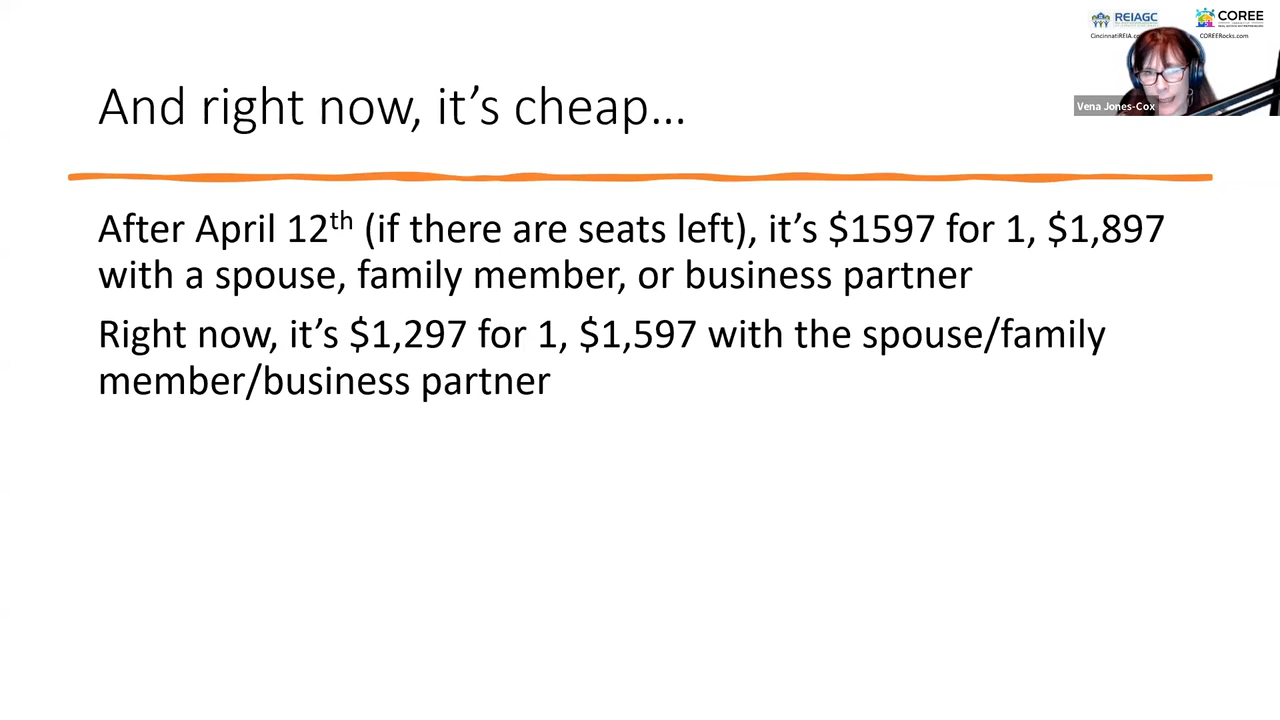 REIAGC
COREE
COREERocks.com
Vena Jones-Cox
And right now, it’s cheap…
After April 12th (if there are seats left), it’s $1597 for 1, $1,897
with a spouse, family member, or business partner
Right now, it’s $1,297 for 1, $1,597 with the spouse/family
member/business partner